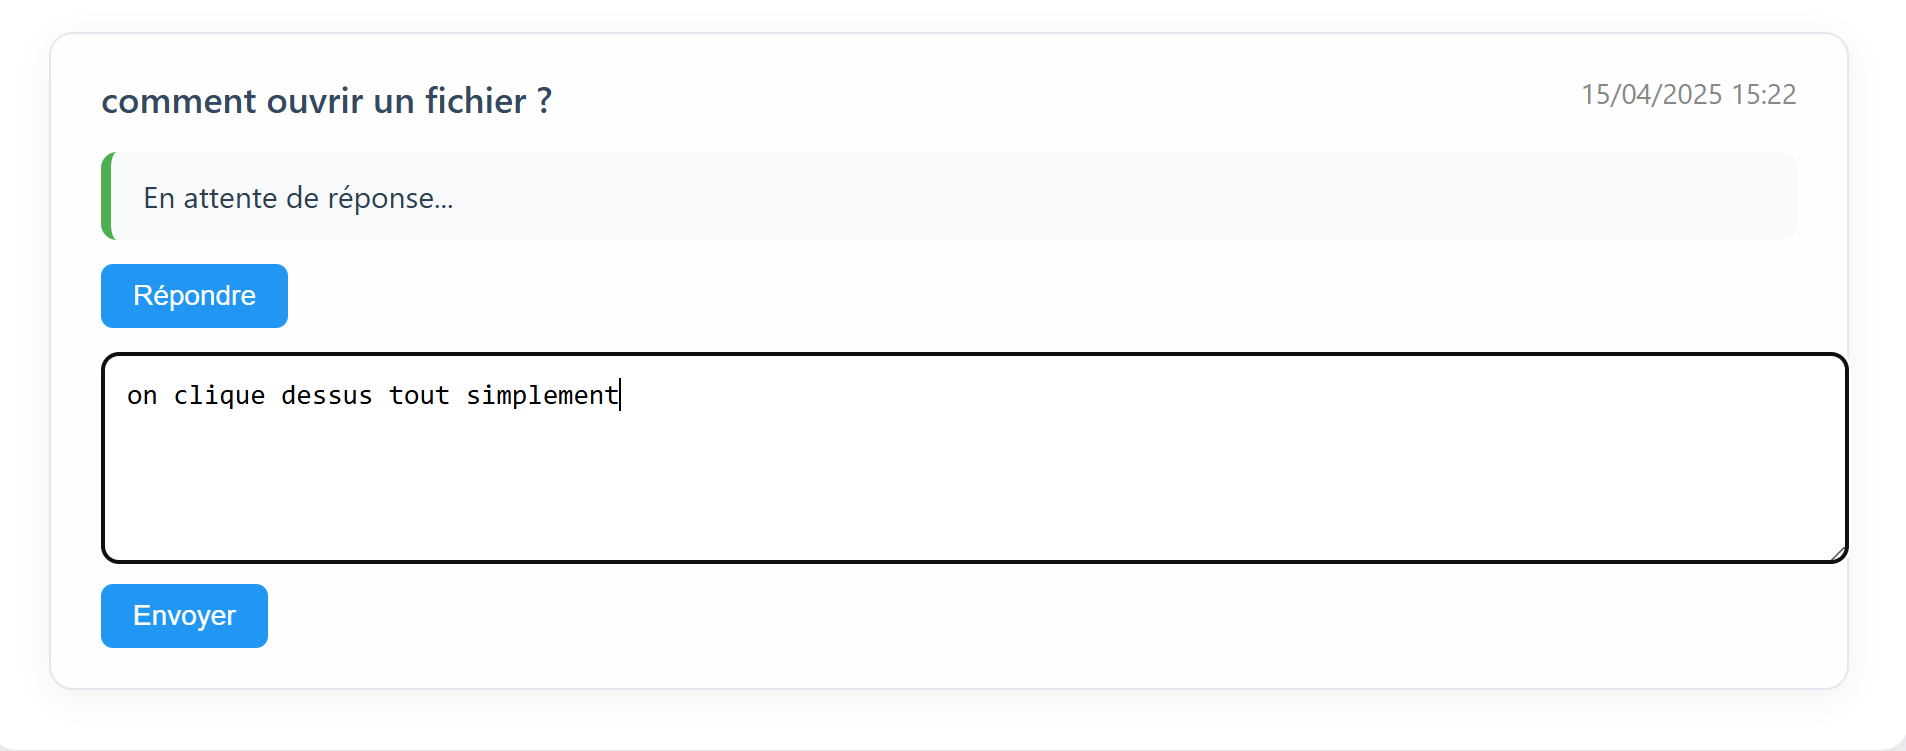 comment ouvrir un fichier ?
15/04/2025 15:22
En attente de réponse...
Répondre
on clique dessus tout simplement
Envoyer